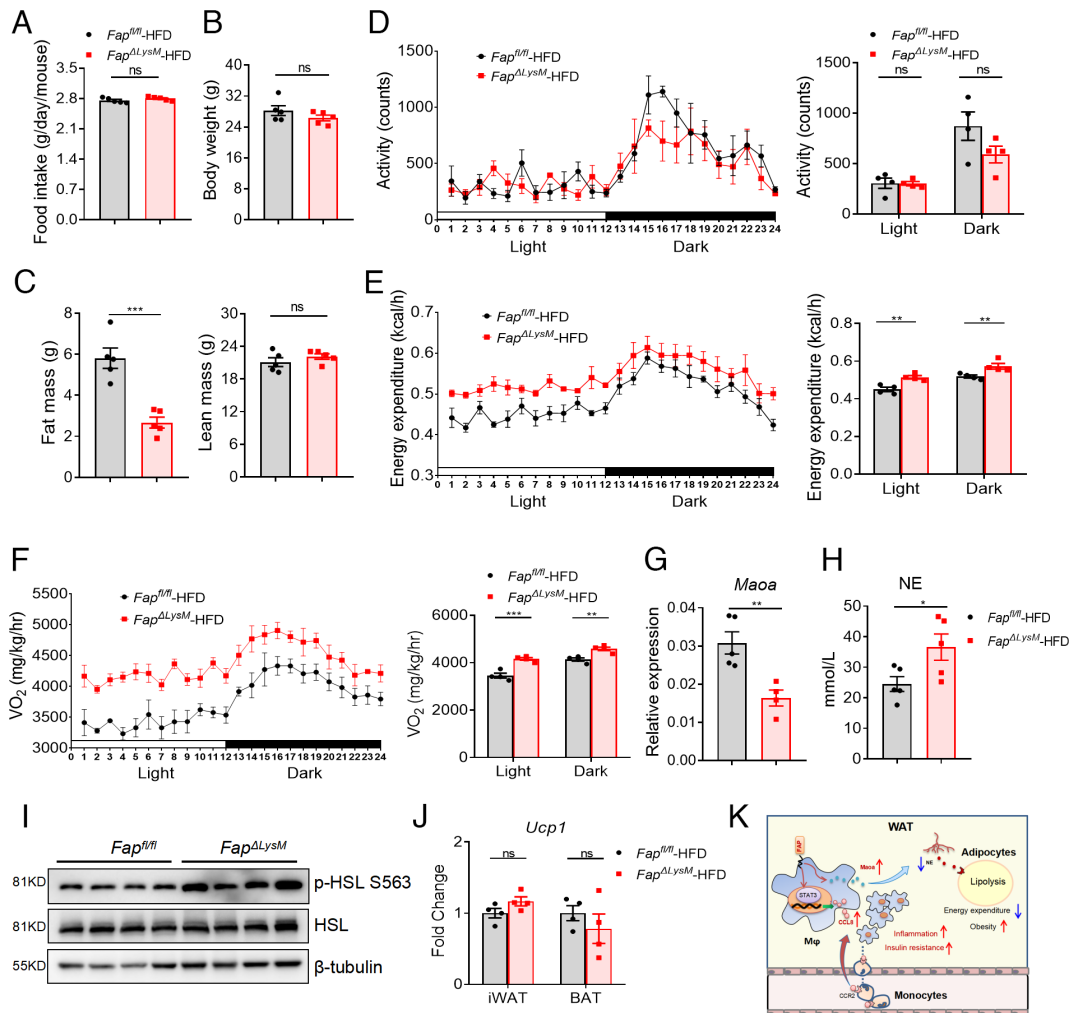 A
Fap^fl/fl-HFD
Fap^ΔLysM-HFD
ns
Food intake (g/day/mouse)
3.5
2.8
2.1
1.4
0.7
0.0
B
ns
Body weight (g)
40
32
24
16
8
0
D
Fap^fl/fl-HFD
Fap^ΔLysM-HFD
Activity (counts)
1500
1000
500
0
0 1 2 3 4 5 6 7 8 9 10 11 12 13 14 15 16 17 18 19 20 21 22 23 24
Light Dark
Fap^fl/fl-HFD
Fap^ΔLysM-HFD
ns ns
Activity (counts)
1500
1000
500
0
Light Dark
C
***
Fat mass (g)
8
6
4
2
0
ns
Lean mass (g)
30
24
18
12
6
0
E
Fap^fl/fl-HFD
Fap^ΔLysM-HFD
Energy expenditure (kcal/h)
0.7
0.6
0.5
0.4
0.3
0 1 2 3 4 5 6 7 8 9 10 11 12 13 14 15 16 17 18 19 20 21 22 23 24
Light Dark
Fap^fl/fl-HFD
Fap^ΔLysM-HFD
** **
Energy expenditure (kcal/h)
0.8
0.6
0.4
0.2
0.0
Light Dark
F
Fap^fl/fl-HFD
Fap^ΔLysM-HFD
VO₂ (mg/kg/hr)
5500
5000
4500
4000
3500
3000
0 1 2 3 4 5 6 7 8 9 10 11 12 13 14 15 16 17 18 19 20 21 22 23 24
Light Dark
Fap^fl/fl-HFD
Fap^ΔLysM-HFD
*** **
VO₂ (mg/kg/hr)
6000
4000
2000
0
Light Dark
G
Maoa
**
Relative expression
0.04
0.03
0.02
0.01
0.00
H
NE
*
Fap^fl/fl-HFD
Fap^ΔLysM-HFD
mmol/L
50
40
30
20
10
0
I
Fap^fl/fl Fap^ΔLysM
81KD p-HSL S563
81KD HSL
55KD β-tubulin
J
Ucp1
ns ns
Fap^fl/fl-HFD
Fap^ΔLysM-HFD
Fold Change
2
1
0
iWAT BAT
K
WAT
FAP
Maoa
NE
Adipocytes
Lipolysis
STAT3
CCL8
Mφ
Energy expenditure
Obesity
Inflammation
Insulin resistance
CCR2
Monocytes